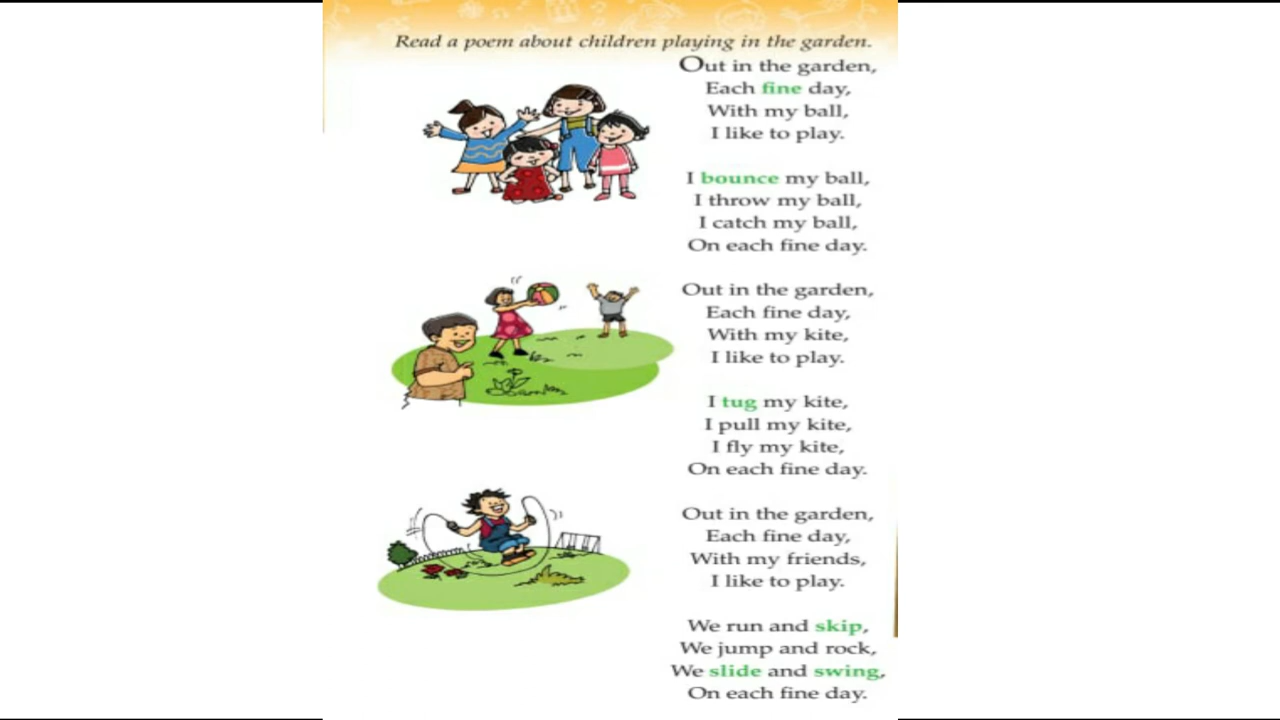 Read a poem about children playing in the garden.
Out in the garden,
Each fine day,
With my ball,
I like to play.
I bounce my ball,
I throw my ball,
I catch my ball,
On each fine day.
Out in the garden,
Each fine day,
With my kite,
I like to play.
I tug my kite,
I pull my kite,
I fly my kite,
On each fine day.
Out in the garden,
Each fine day,
With my friends,
I like to play.
We run and skip,
We jump and rock,
We slide and swing,
On each fine day.